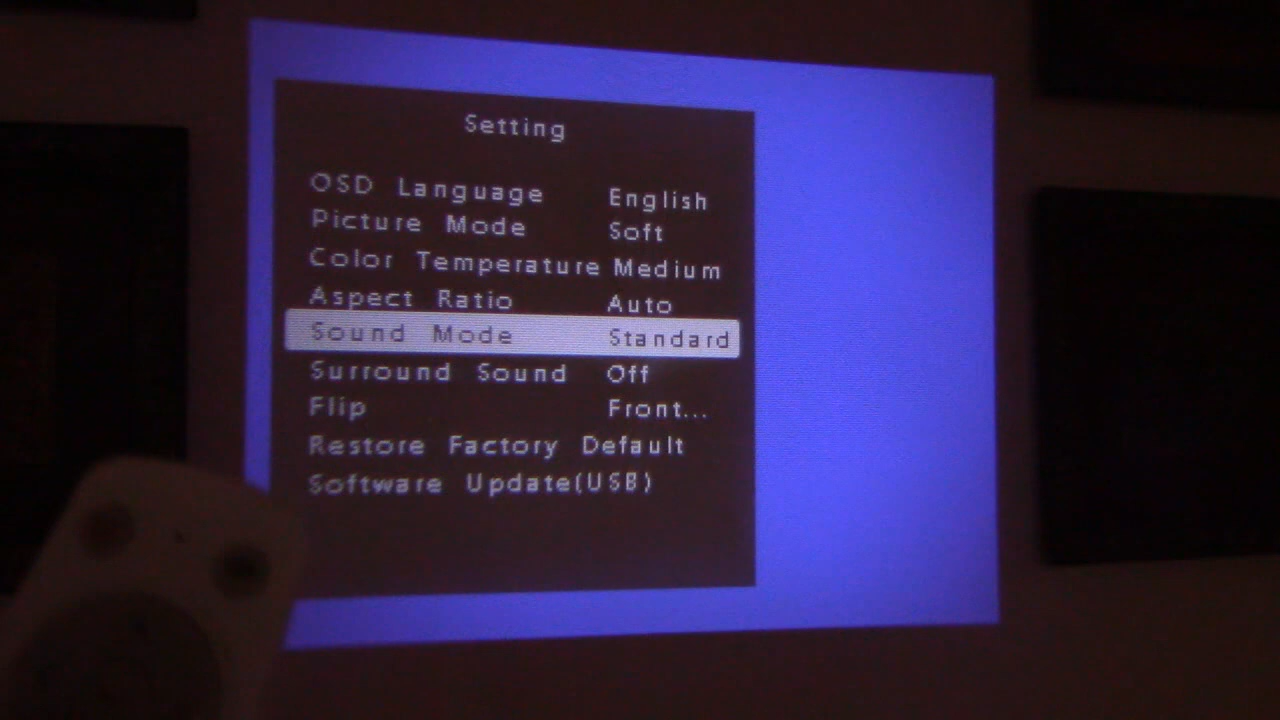 Setting
OSD Language English
Picture Mode Soft
Color Temperature Medium
Aspect Ratio Auto
Sound Mode Standard
Surround Sound Off
Flip Front...
Restore Factory Default
Software Update(USB)